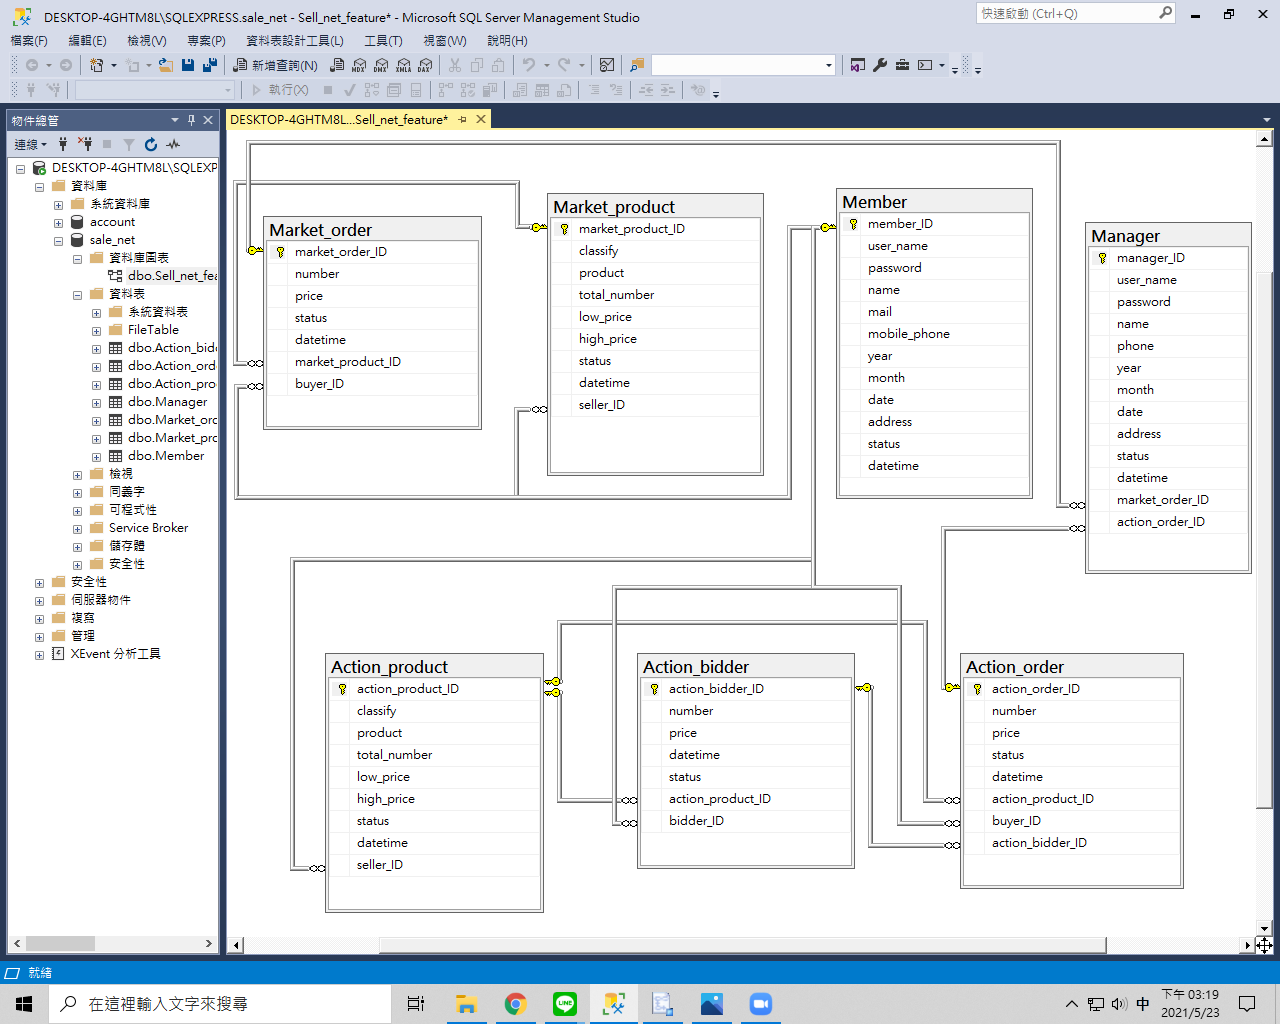 DESKTOP-4GHTM8L\SQLEXPRESS.sale_net - Sell_net_feature* - Microsoft SQL Server Management Studio
快速啟動 (Ctrl+Q)
檔案(F) 編輯(E) 檢視(V) 專案(P) 資料表設計工具(L) 工具(T) 視窗(W) 說明(H)
新增查詢(N) MDX DMX XMLA DAX
執行(X)
物件總管
連線
DESKTOP-4GHTM8L\SQLEXP
資料庫
系統資料庫
account
sale_net
資料庫圖表
dbo.Sell_net_fea
資料表
系統資料表
FileTable
dbo.Action_bidd
dbo.Action_orde
dbo.Action_pro
dbo.Manager
dbo.Market_ord
dbo.Market_pro
dbo.Member
檢視
同義字
可程式性
Service Broker
儲存體
安全性
安全性
伺服器物件
複寫
管理
XEvent 分析工具
DESKTOP-4GHTM8L...Sell_net_feature*
Market_order
market_order_ID
number
price
status
datetime
market_product_ID
buyer_ID
Market_product
market_product_ID
classify
product
total_number
low_price
high_price
status
datetime
seller_ID
Member
member_ID
user_name
password
name
mail
mobile_phone
year
month
date
address
status
datetime
Manager
manager_ID
user_name
password
name
phone
year
month
date
address
status
datetime
market_order_ID
action_order_ID
Action_product
action_product_ID
classify
product
total_number
low_price
high_price
status
datetime
seller_ID
Action_bidder
action_bidder_ID
number
price
datetime
status
action_product_ID
bidder_ID
Action_order
action_order_ID
number
price
status
datetime
action_product_ID
buyer_ID
action_bidder_ID
就緒
在這裡輸入文字來搜尋
LINE
中
下午 03:19
2021/5/23